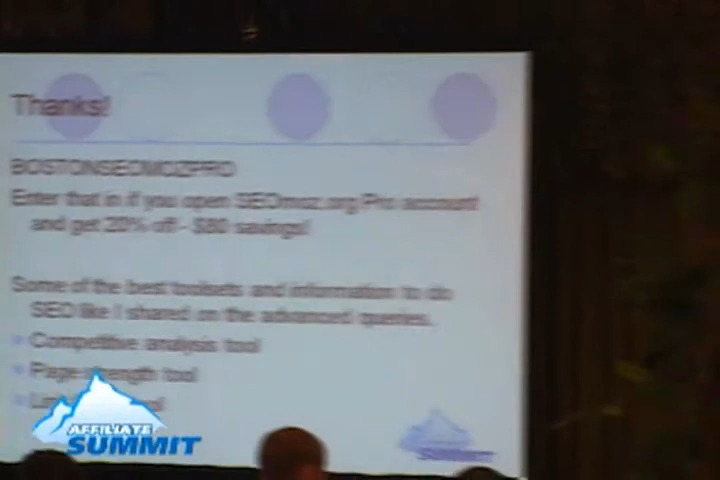 Thanks!
BOSTONSEOMOZPRO
Enter that in if you open SEOmoz.org Pro account
and get 20% off - $80 savings!
Some of the best toolsets and information to do
SEO like I shared on the advanced queries.
Competitive analysis tool
Page strength tool
AFFILIATE
SUMMIT